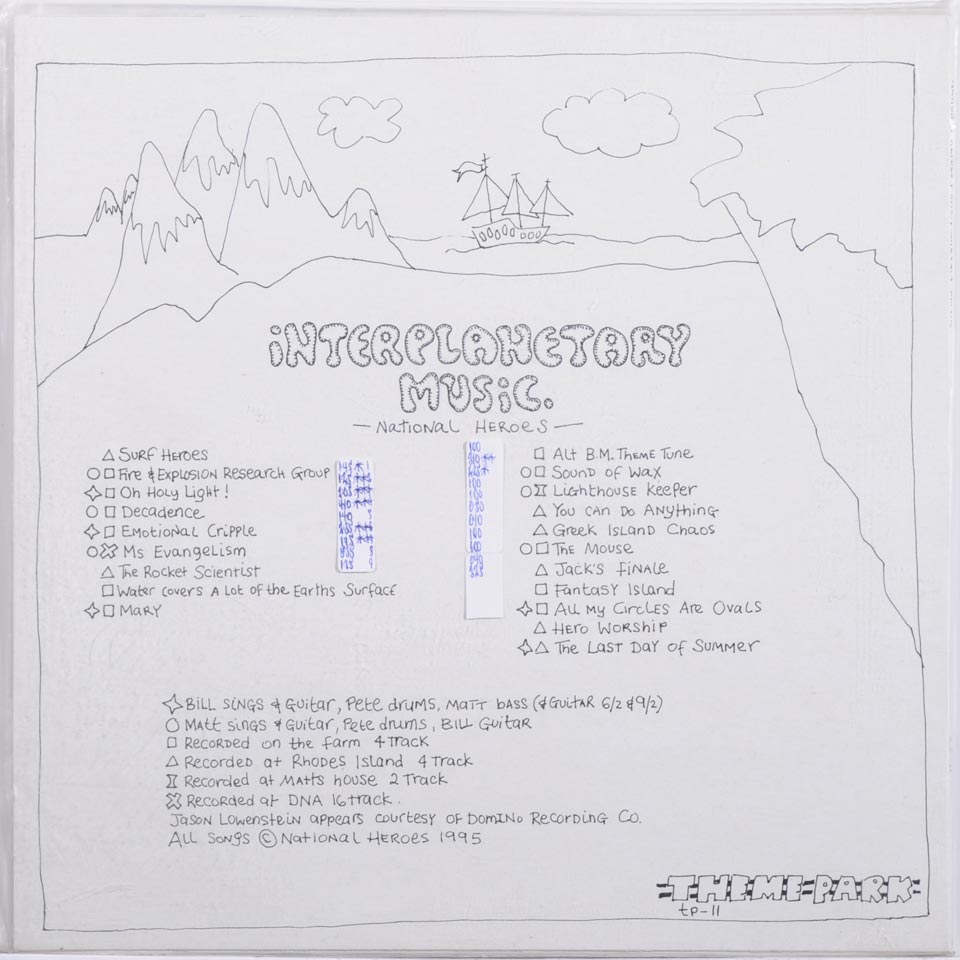 iNTERPLANETARY
MUSiC.
— NATiONAL HEROES —
△ SURF HEROES
○□ Fire & Explosion Research Group
✧□ Oh Holy Light!
○□ Decadence
✧□ Emotional Cripple
○ Ms Evangelism
△ The Rocket Scientist
□ Water covers A lot of the Earths Surface
✧□ Mary
100
100
100
010
160
100
□ Alt B.M. Theme Tune
○□ Sound of Wax
○ Lighthouse Keeper
△ You can Do Anything
△ Greek Island Chaos
○□ The Mouse
△ Jack's finale
□ Fantasy Island
✧□ All My Circles Are Ovals
△ Hero Worship
✧△ The Last Day of Summer
✧ Bill sings & Guitar, Pete drums, Matt bass (& Guitar 6/2 & 9/2)
○ Matt sings & Guitar, Pete drums, Bill Guitar
□ Recorded on the farm 4 Track
△ Recorded at Rhodes Island 4 Track
Recorded at Matts house 2 Track
Recorded at DNA 16 track.
Jason Lowenstein appears courtesy of Domino Recording Co.
All songs © National Heroes 1995
THEME PARK
tp-11